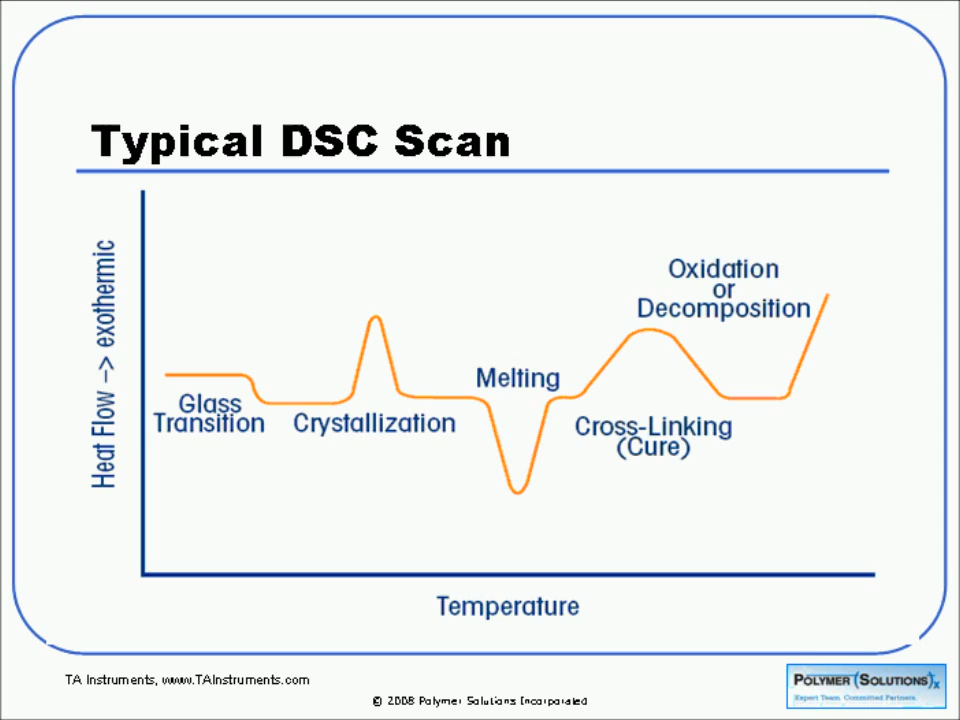 Typical DSC Scan
Heat Flow --> exothermic
Oxidation
or
Decomposition
Melting
Glass
Transition
Crystallization
Cross-Linking
(Cure)
Temperature
TA Instruments, www.TAInstruments.com
© 2008 Polymer Solutions Incorporated
POLYMER (SOLUTIONS)x
Expert Team. Committed Partners.